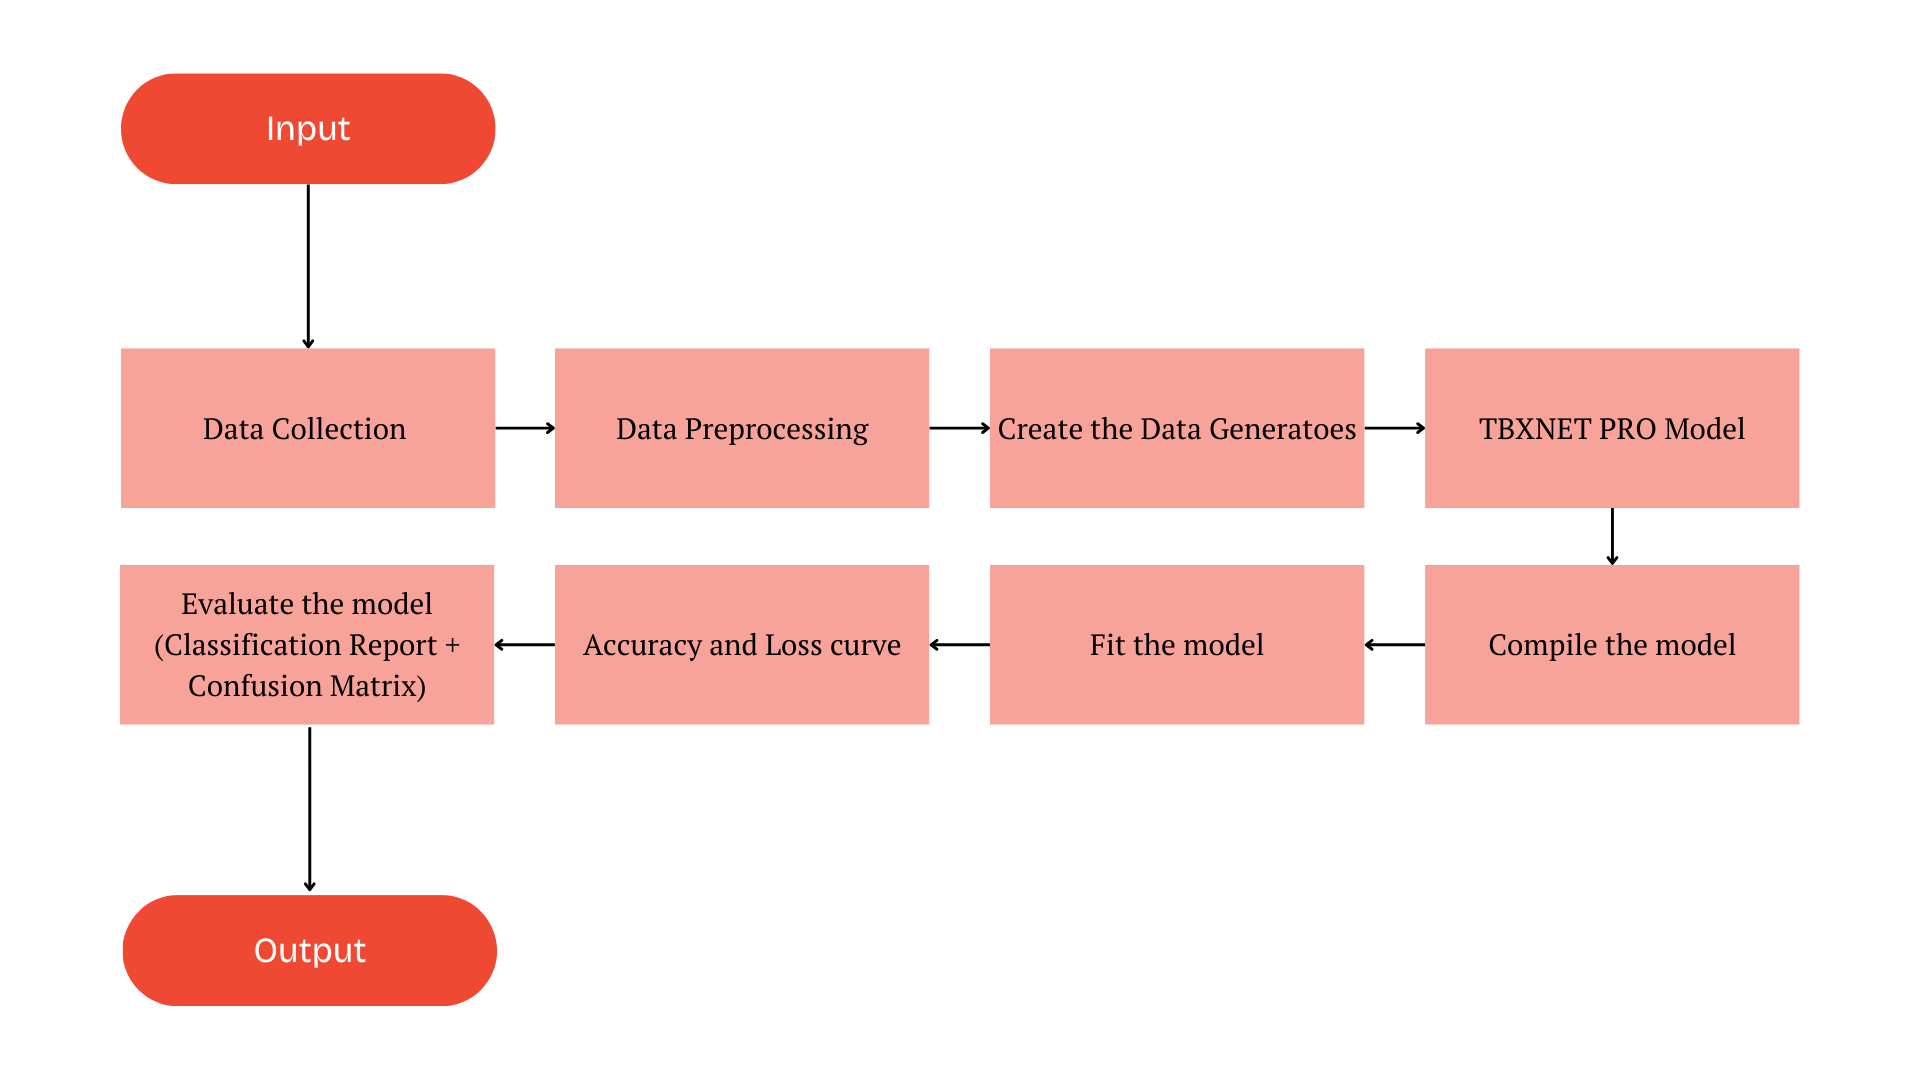 Input
Data Collection
Data Preprocessing
Create the Data Generatoes
TBXNET PRO Model
Compile the model
Fit the model
Accuracy and Loss curve
Evaluate the model
(Classification Report +
Confusion Matrix)
Output